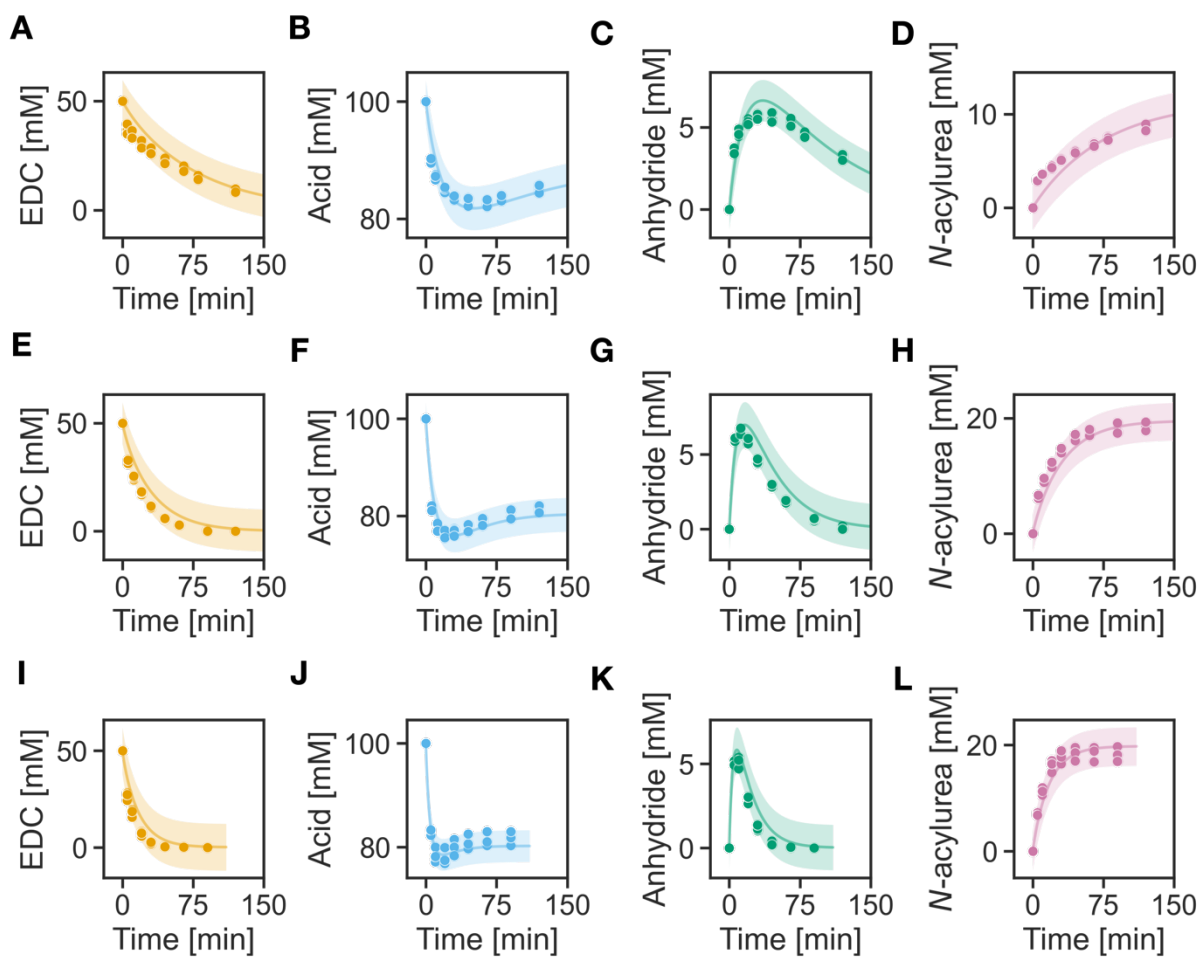 A
B
C
D
EDC [mM]
50
0
0 75 150
Time [min]
Acid [mM]
100
80
0 75 150
Time [min]
Anhydride [mM]
5
0
0 75 150
Time [min]
N-acylurea [mM]
10
0
0 75 150
Time [min]
E
F
G
H
EDC [mM]
50
0
0 75 150
Time [min]
Acid [mM]
100
80
0 75 150
Time [min]
Anhydride [mM]
5
0
0 75 150
Time [min]
N-acylurea [mM]
20
0
0 75 150
Time [min]
I
J
K
L
EDC [mM]
50
0
0 75 150
Time [min]
Acid [mM]
100
80
0 75 150
Time [min]
Anhydride [mM]
5
0
0 75 150
Time [min]
N-acylurea [mM]
20
0
0 75 150
Time [min]